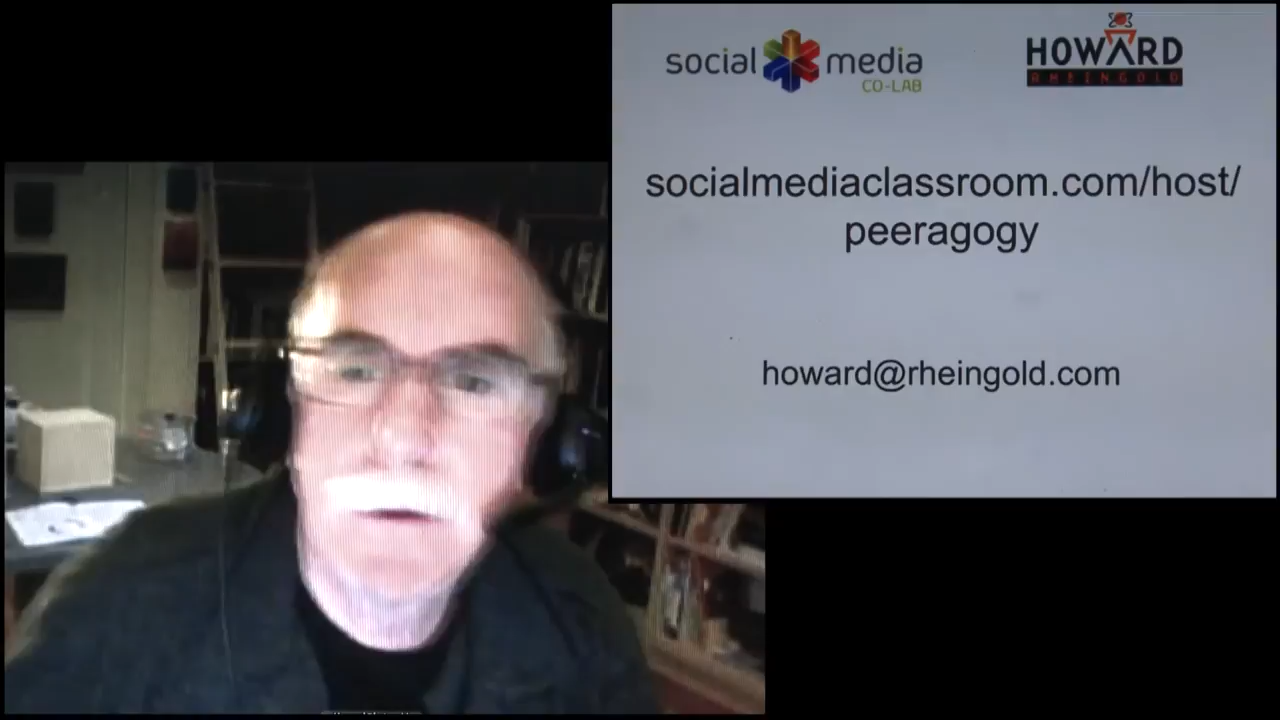 social media
CO-LAB
HOWARD
RHEINGOLD
socialmediaclassroom.com/host/
peeragogy
howard@rheingold.com